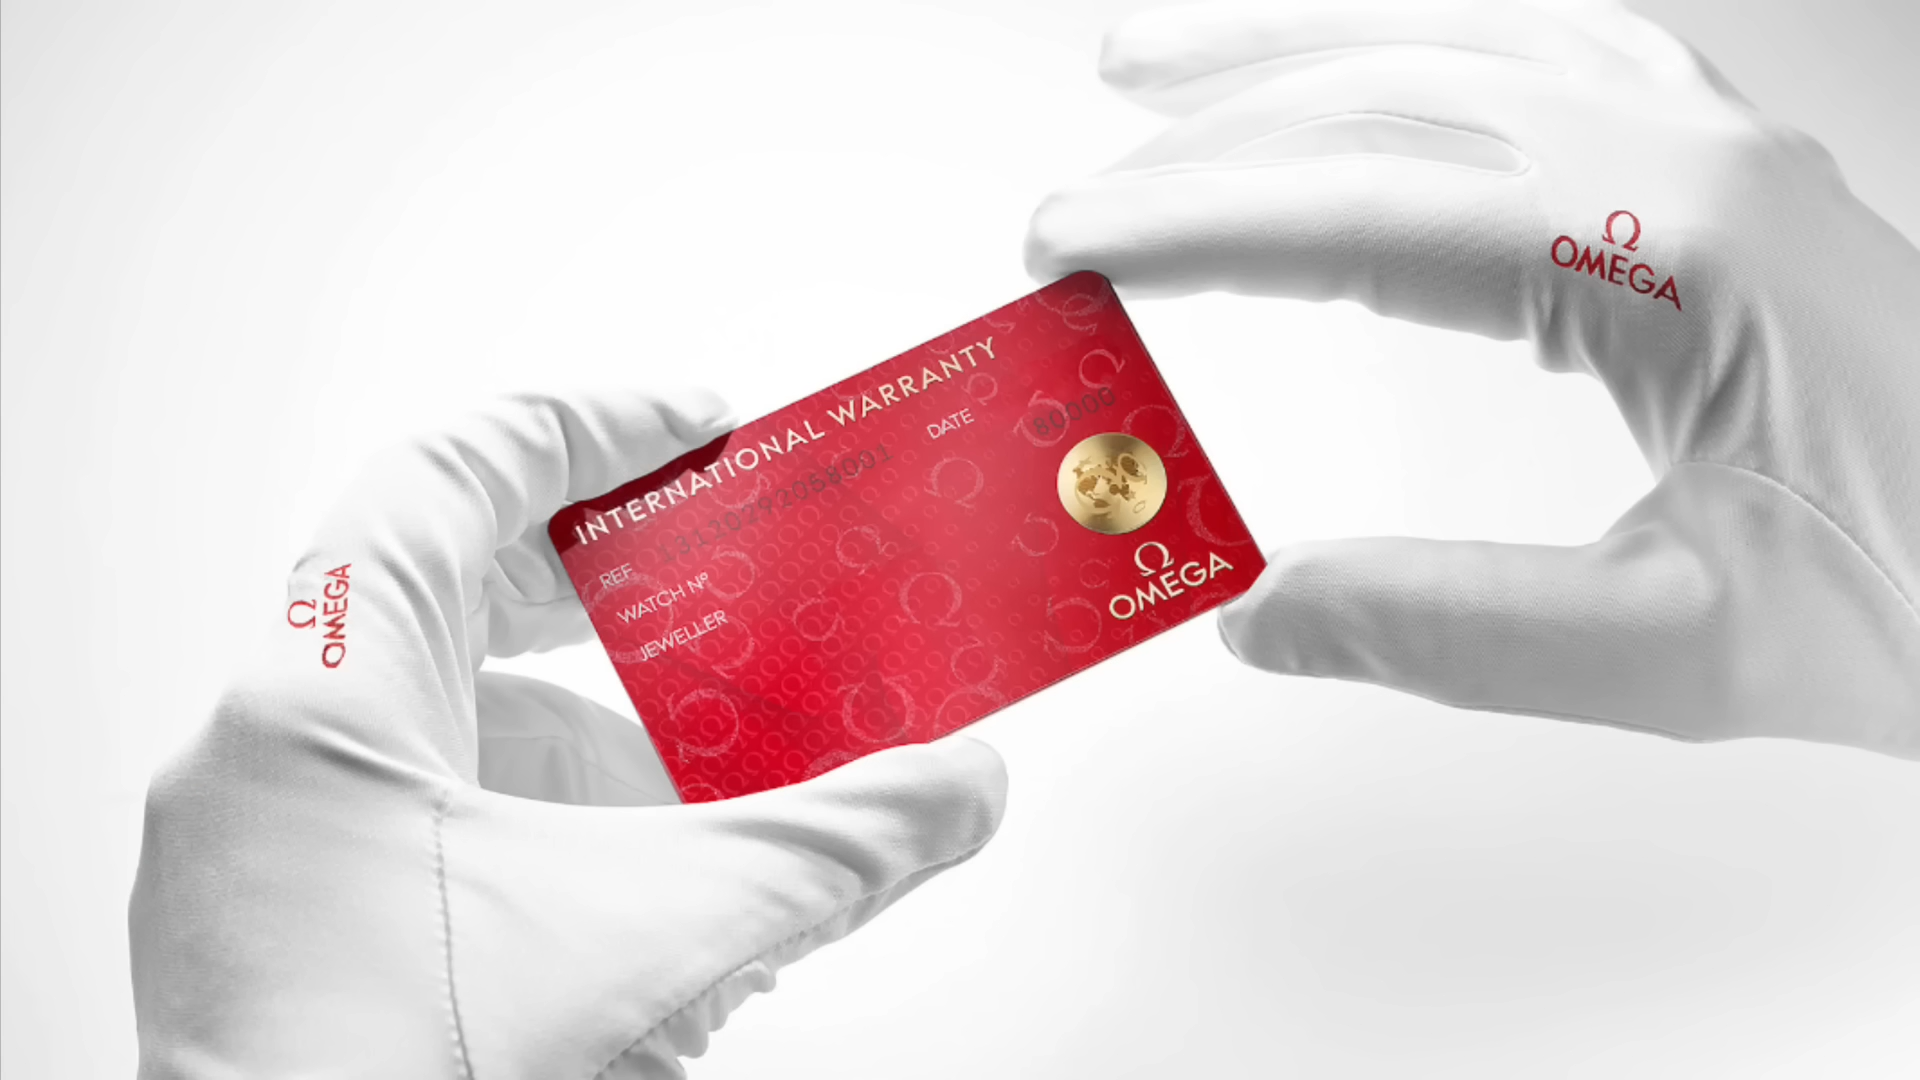 Ω
OMEGA
INTERNATIONAL WARRANTY
REF
DATE
WATCH Nº
JEWELLER
Ω
OMEGA
Ω
OMEGA